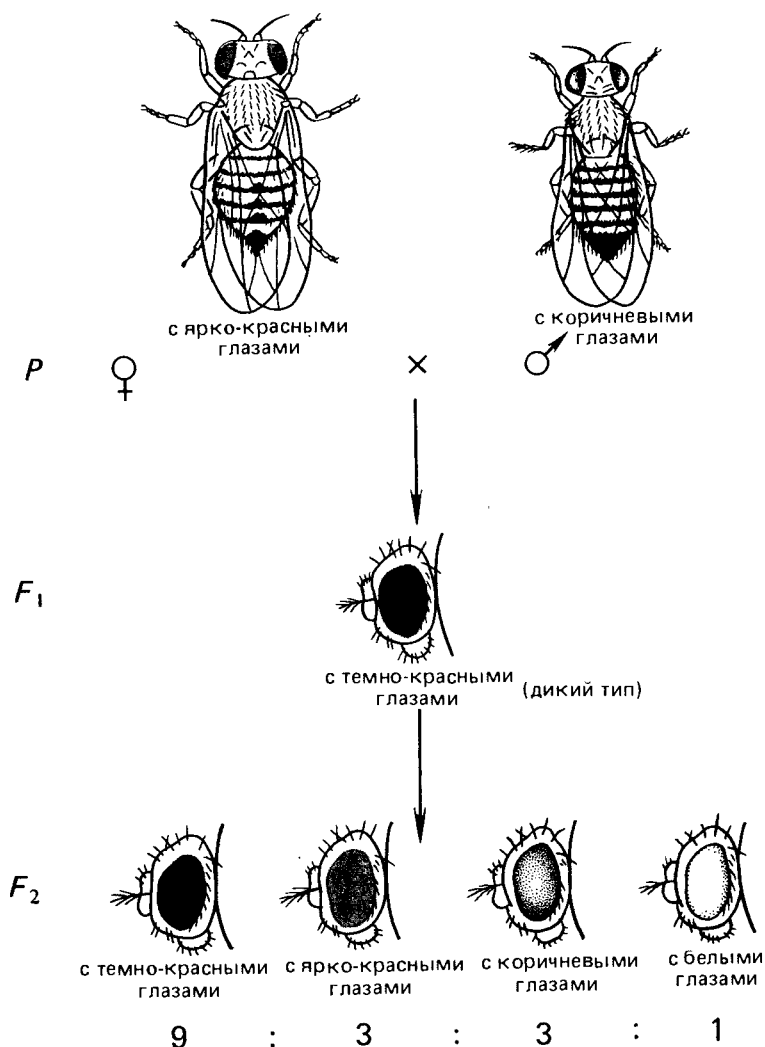 с ярко-красными
глазами
с коричневыми
глазами
P ♀ × ♂
F₁
с темно-красными
глазами
(дикий тип)
F₂
с темно-красными
глазами
с ярко-красными
глазами
с коричневыми
глазами
с белыми
глазами
9 : 3 : 3 : 1